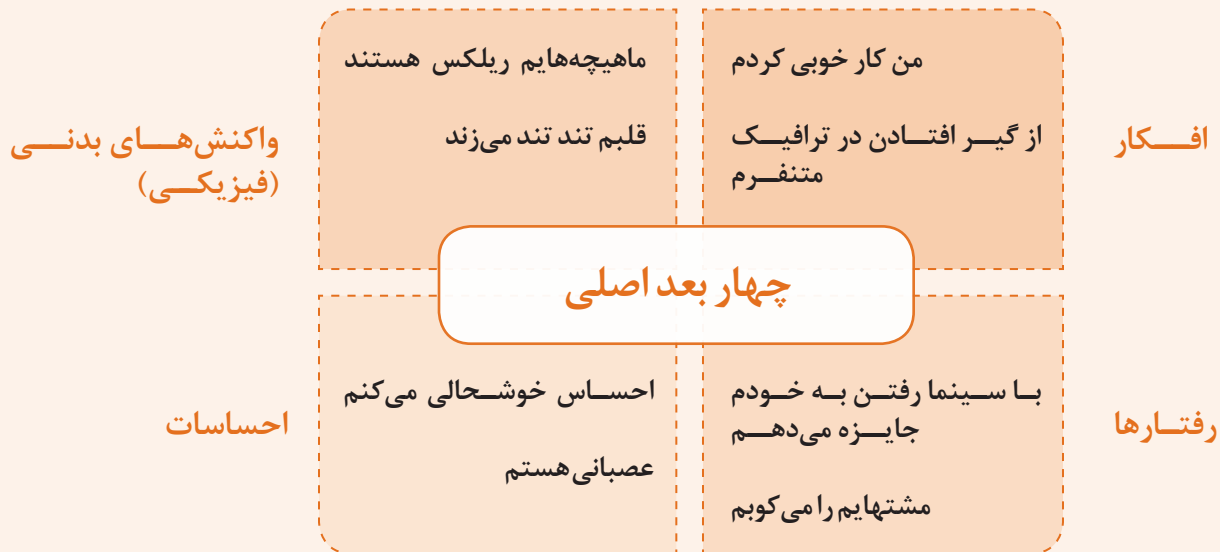 افکار
من کار خوبی کردم
از گیر افتادن در ترافیک
متنفرم
ماهیچه‌هایم ریلکس هستند
قلبم تند تند می‌زند
واکنش‌های بدنی
(فیزیکی)
چهار بعد اصلی
رفتارها
با سینما رفتن به خودم
جایزه می‌دهم
مشتهایم را می‌کوبم
احساس خوشحالی می‌کنم
عصبانی هستم
احساسات